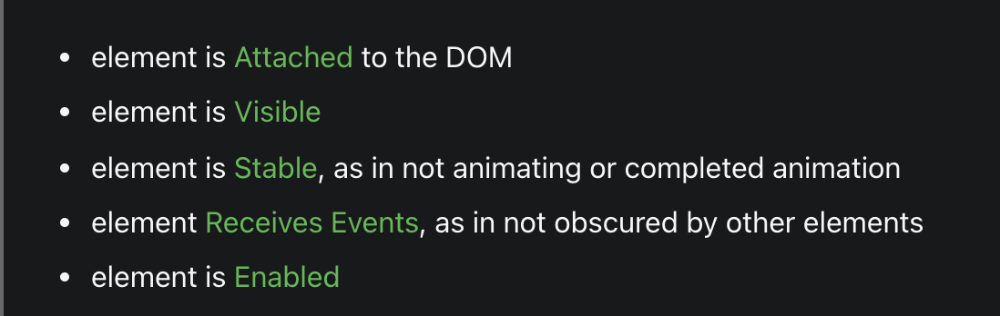 • element is Attached to the DOM
• element is Visible
• element is Stable, as in not animating or completed animation
• element Receives Events, as in not obscured by other elements
• element is Enabled